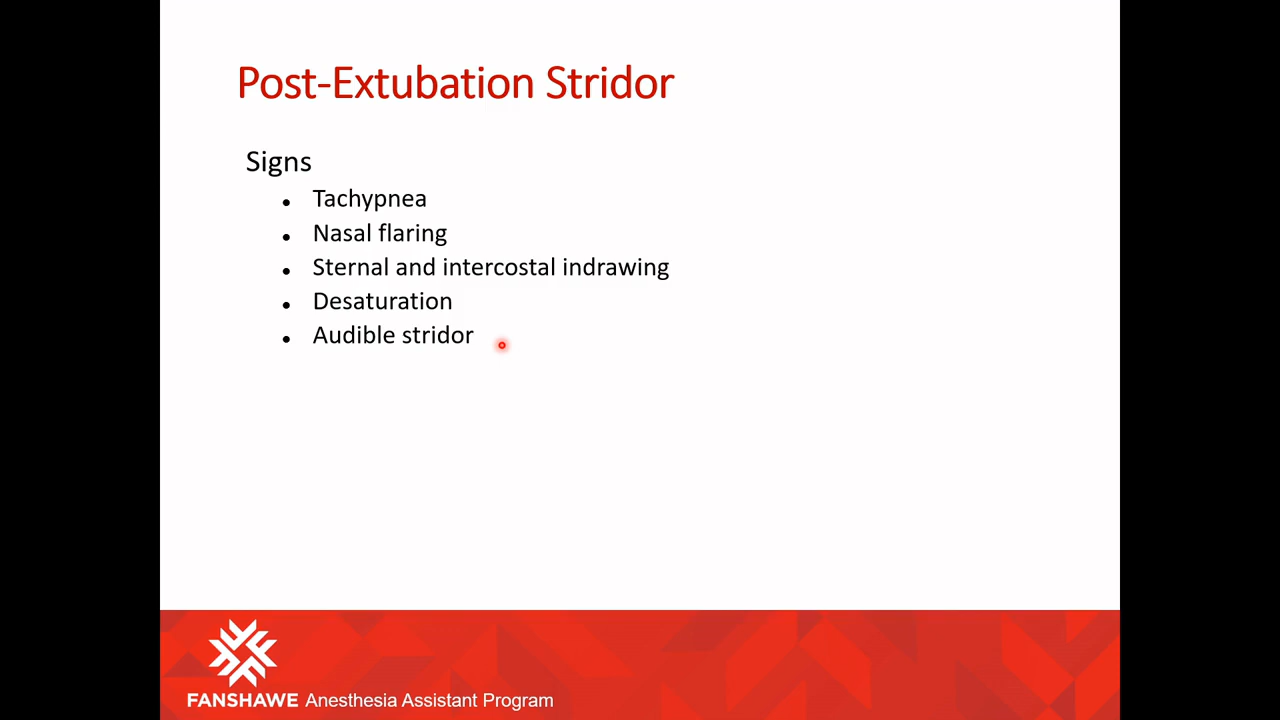 Post-Extubation Stridor
Signs
• Tachypnea
• Nasal flaring
• Sternal and intercostal indrawing
• Desaturation
• Audible stridor
FANSHAWE Anesthesia Assistant Program